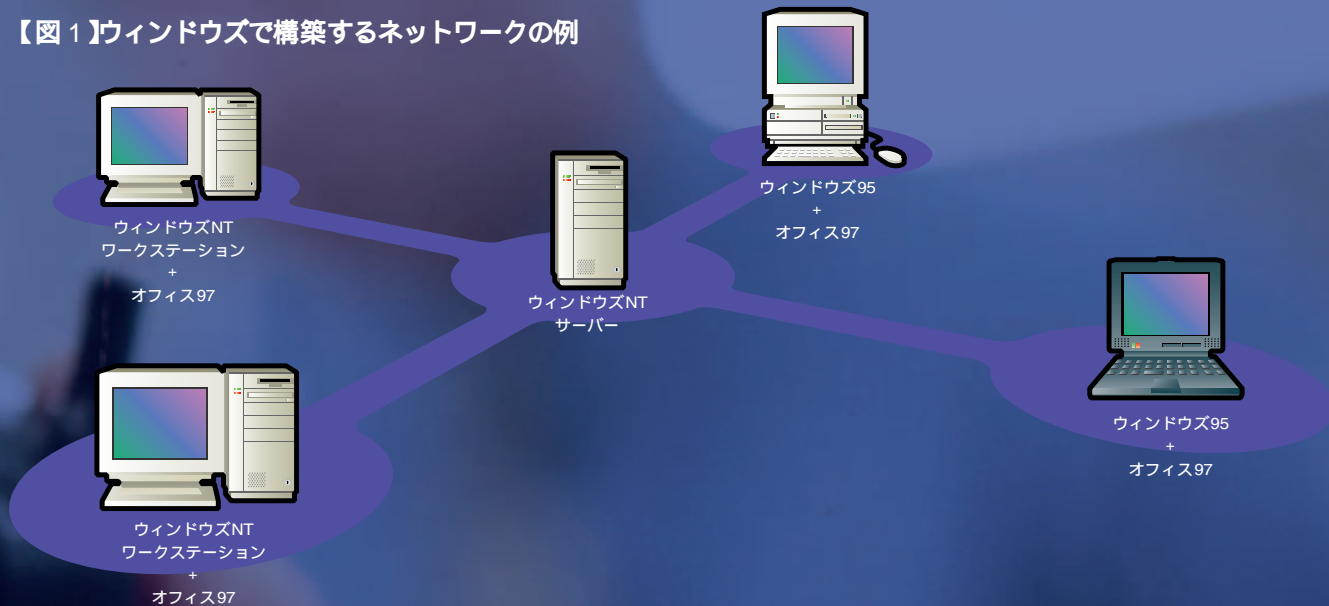 【図1】ウィンドウズで構築するネットワークの例
ウィンドウズNT
ワークステーション
+
オフィス97
ウィンドウズNT
サーバー
ウィンドウズ95
+
オフィス97
ウィンドウズ95
+
オフィス97
ウィンドウズNT
ワークステーション
+
オフィス97